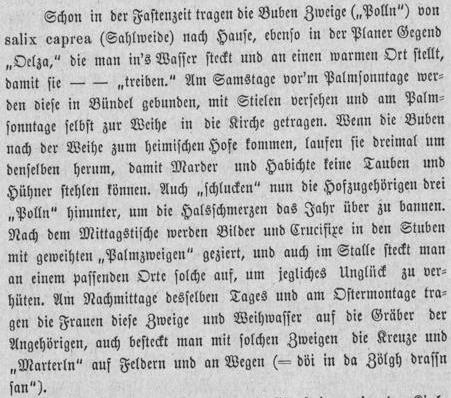 Schon in der Fastenzeit tragen die Buben Zweige („Polln“) von
salix caprea (Sahlweide) nach Hause, ebenso in der Planer Gegend
„Oelza,“ die man in's Wasser steckt und an einen warmen Ort stellt,
damit sie — — „treiben.“ Am Samstage vor'm Palmsonntage wer-
den diese in Bündel gebunden, mit Stielen versehen und am Palm-
sonntage selbst zur Weihe in die Kirche getragen. Wenn die Buben
nach der Weihe zum heimischen Hofe kommen, laufen sie dreimal um
denselben herum, damit Marder und Habichte keine Tauben und
Hühner stehlen können. Auch „schlucken“ nun die Hofzugehörigen drei
„Polln“ hinunter, um die Halsschmerzen das Jahr über zu bannen.
Nach dem Mittagstische werden Bilder und Crucifixe in den Stuben
mit geweihten „Palmzweigen“ geziert, und auch im Stalle steckt man
an einem passenden Orte solche auf, um jegliches Unglück zu ver-
hüten. Am Nachmittage desselben Tages und am Ostermontage tra-
gen die Frauen diese Zweige und Weihwasser auf die Gräber der
Angehörigen, auch besteckt man mit solchen Zweigen die Kreuze und
„Marterln“ auf Feldern und an Wegen (= döi in da Zölgh drassn
san“).